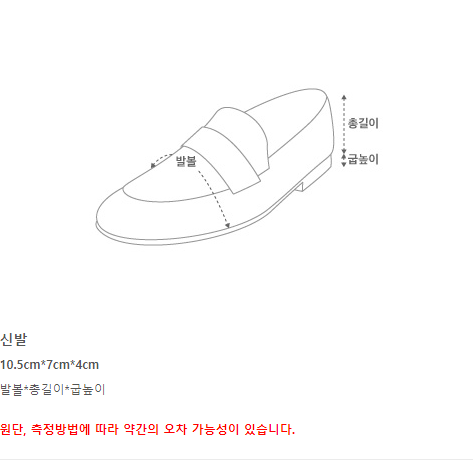 총길이
발볼
굽높이
신발
10.5cm*7cm*4cm
발볼*총길이*굽높이
원단, 측정방법에 따라 약간의 오차 가능성이 있습니다.